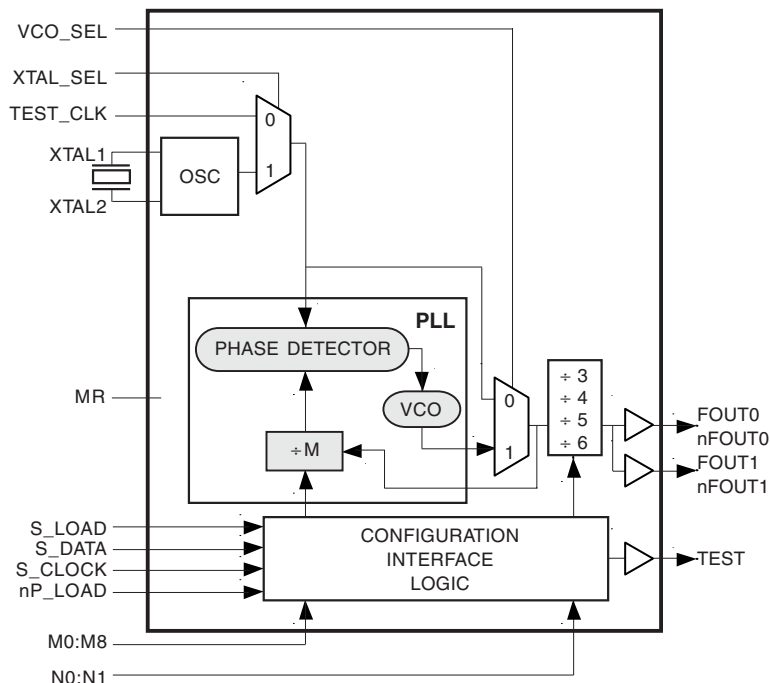 VCO_SEL
XTAL_SEL
TEST_CLK
0
XTAL1
OSC
1
XTAL2
PLL
PHASE DETECTOR
MR
VCO
0
1
÷ 3
÷ 4
÷ 5
÷ 6
FOUT0
nFOUT0
FOUT1
nFOUT1
÷M
S_LOAD
S_DATA
S_CLOCK
nP_LOAD
CONFIGURATION
INTERFACE
LOGIC
TEST
M0:M8
N0:N1